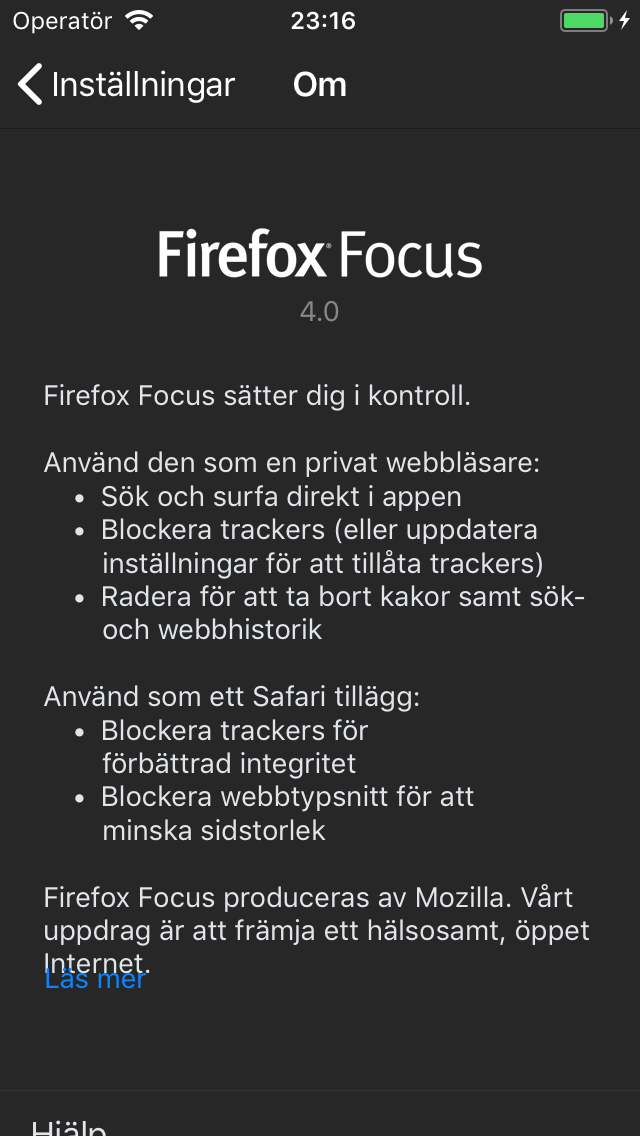 Operatör 23:16
Inställningar Om
Firefox Focus
4.0
Firefox Focus sätter dig i kontroll.
Använd den som en privat webbläsare:
• Sök och surfa direkt i appen
• Blockera trackers (eller uppdatera
inställningar för att tillåta trackers)
• Radera för att ta bort kakor samt sök-
och webbhistorik
Använd som ett Safari tillägg:
• Blockera trackers för
förbättrad integritet
• Blockera webbtypsnitt för att
minska sidstorlek
Firefox Focus produceras av Mozilla. Vårt
uppdrag är att främja ett hälsosamt, öppet
Internet.
Läs mer
Hjälp